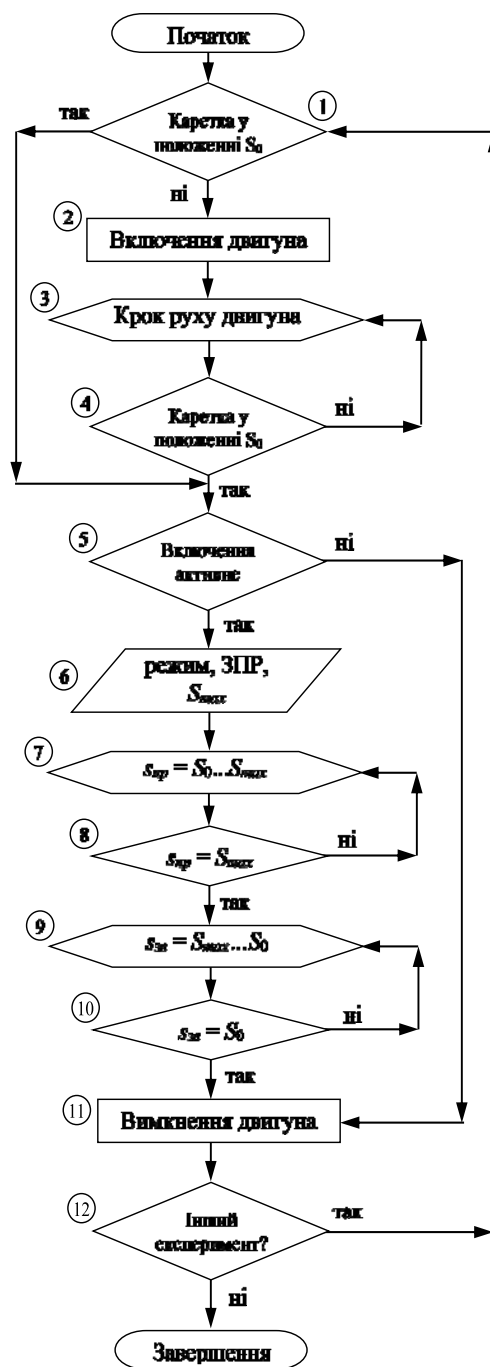 Початок
1
так
Каретка у
положенні S₀
ні
2
Включення двигуна
3
Крок руху двигуна
4
Каретка у
положенні S₀
ні
так
5
Включення
активне
ні
так
6
режим, ЗПР,
Smax
7
sпр = S₀...Smax
8
sпр = Smax
ні
так
9
sзв = Smax...S₀
10
sзв = S₀
ні
так
11
Вимкнення двигуна
12
Інший
експеримент?
так
ні
Завершення